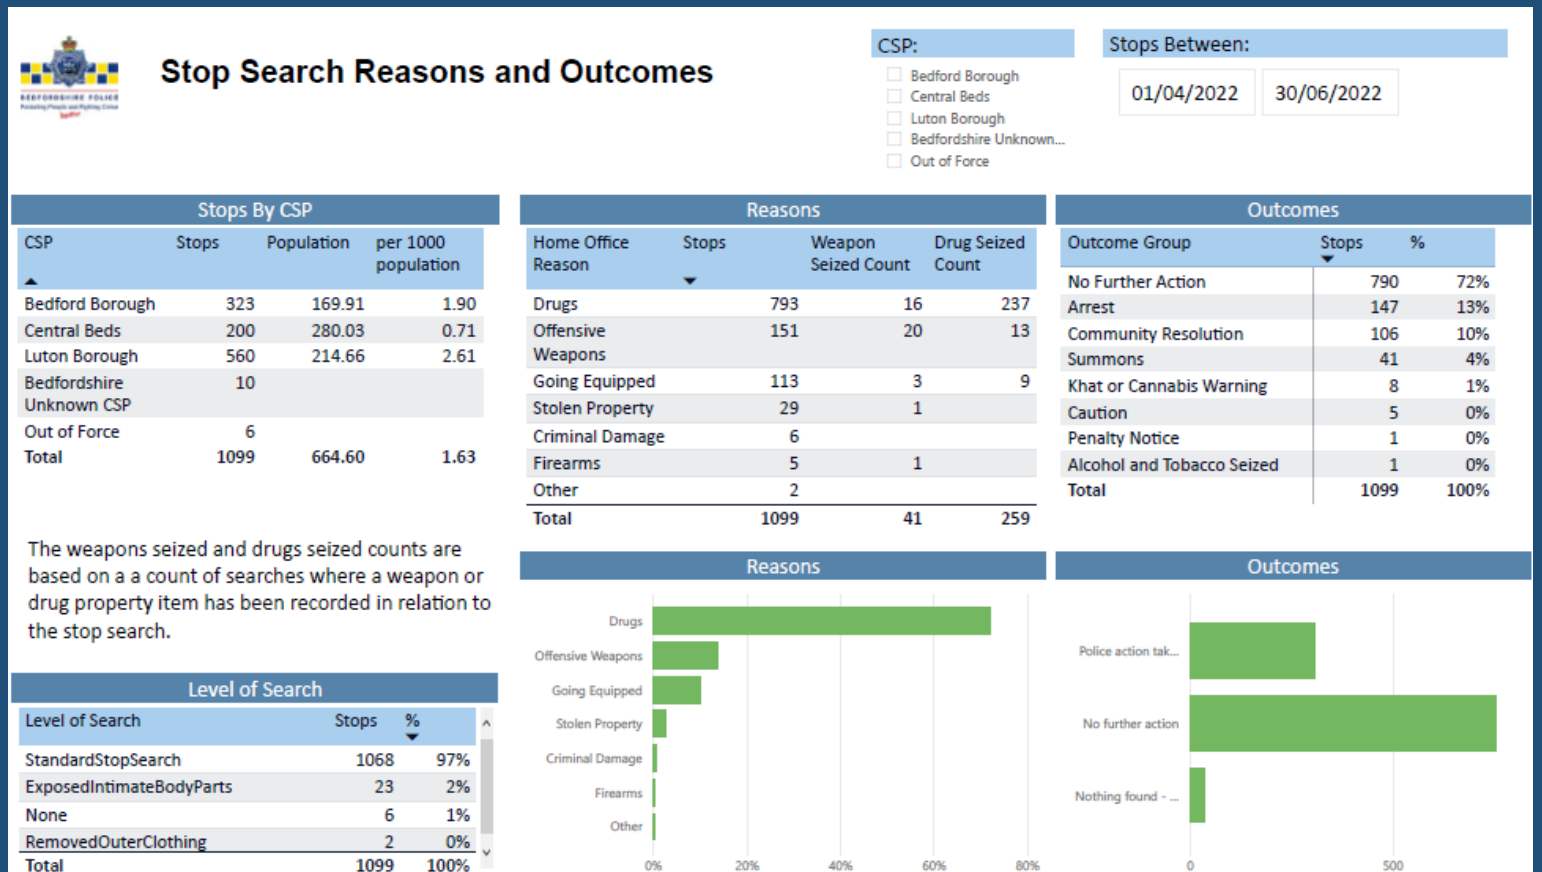 BEDFORDSHIRE POLICE
Stop Search Reasons and Outcomes
CSP:
Bedford Borough
Central Beds
Luton Borough
Bedfordshire Unknown...
Out of Force
Stops Between:
01/04/2022 30/06/2022
Stops By CSP
CSP Stops Population per 1000
population
Bedford Borough 323 169.91 1.90
Central Beds 200 280.03 0.71
Luton Borough 560 214.66 2.61
Bedfordshire 10
Unknown CSP
Out of Force 6
Total 1099 664.60 1.63
The weapons seized and drugs seized counts are
based on a a count of searches where a weapon or
drug property item has been recorded in relation to
the stop search.
Level of Search
Level of Search Stops %
StandardStopSearch 1068 97%
ExposedIntimateBodyParts 23 2%
None 6 1%
RemovedOuterClothing 2 0%
Total 1099 100%
Reasons
Home Office Stops Weapon Drug Seized
Reason Seized Count Count
Drugs 793 16 237
Offensive 151 20 13
Weapons
Going Equipped 113 3 9
Stolen Property 29 1
Criminal Damage 6
Firearms 5 1
Other 2
Total 1099 41 259
Reasons
Drugs
Offensive Weapons
Going Equipped
Stolen Property
Criminal Damage
Firearms
Other
0% 20% 40% 60% 80%
Outcomes
Outcome Group Stops %
No Further Action 790 72%
Arrest 147 13%
Community Resolution 106 10%
Summons 41 4%
Khat or Cannabis Warning 8 1%
Caution 5 0%
Penalty Notice 1 0%
Alcohol and Tobacco Seized 1 0%
Total 1099 100%
Outcomes
Police action tak...
No further action
Nothing found - ...
0 500